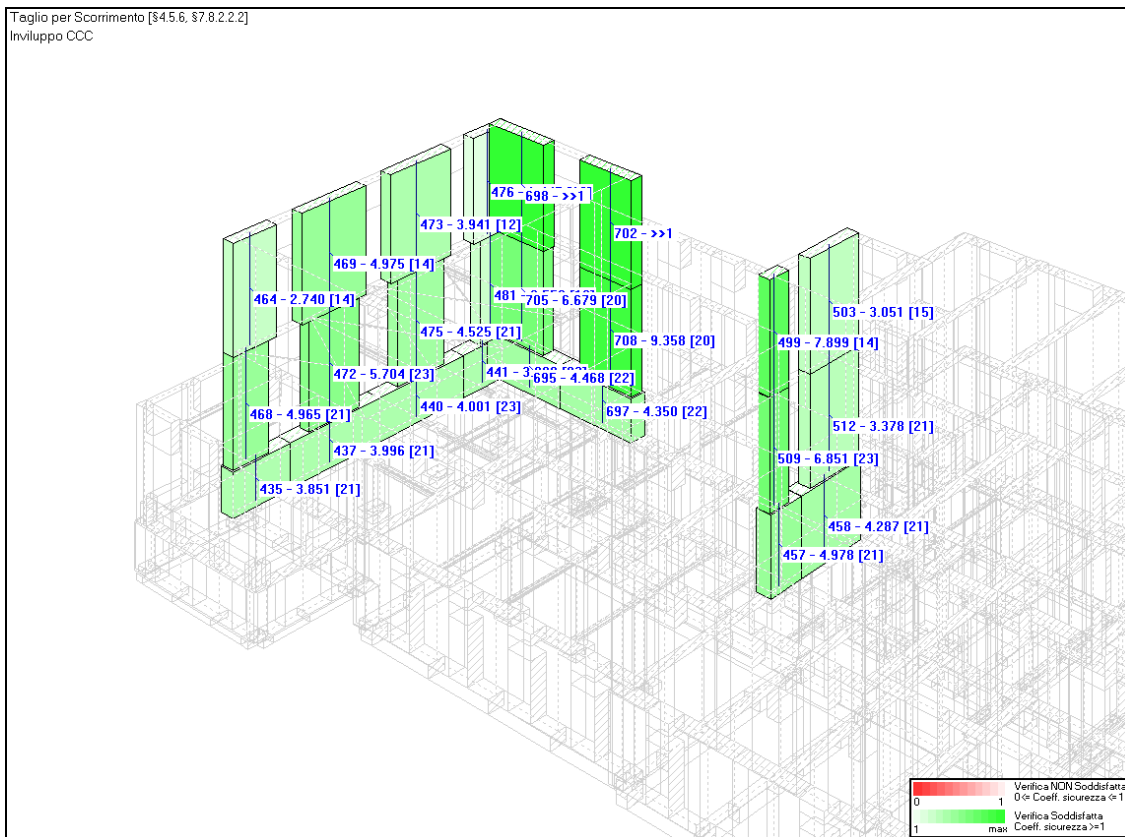 Taglio per Scorrimento [§4.5.6, §7.8.2.2.2]
Inviluppo CCC
476
698 - >>1
473 - 3.941 [12]
702 - >>1
469 - 4.975 [14]
464 - 2.740 [14]
481
705 - 6.679 [20]
503 - 3.051 [15]
475 - 4.525 [21]
708 - 9.358 [20]
499 - 7.899 [14]
472 - 5.704 [23]
441
695 - 4.468 [22]
468 - 4.965 [21]
440 - 4.001 [23]
697 - 4.350 [22]
512 - 3.378 [21]
437 - 3.996 [21]
509 - 6.851 [23]
435 - 3.851 [21]
458 - 4.287 [21]
457 - 4.978 [21]
Verifica NON Soddisfatta
0<= Coeff. sicurezza <=1
0 1
Verifica Soddisfatta
Coeff. sicurezza >=1
1 max